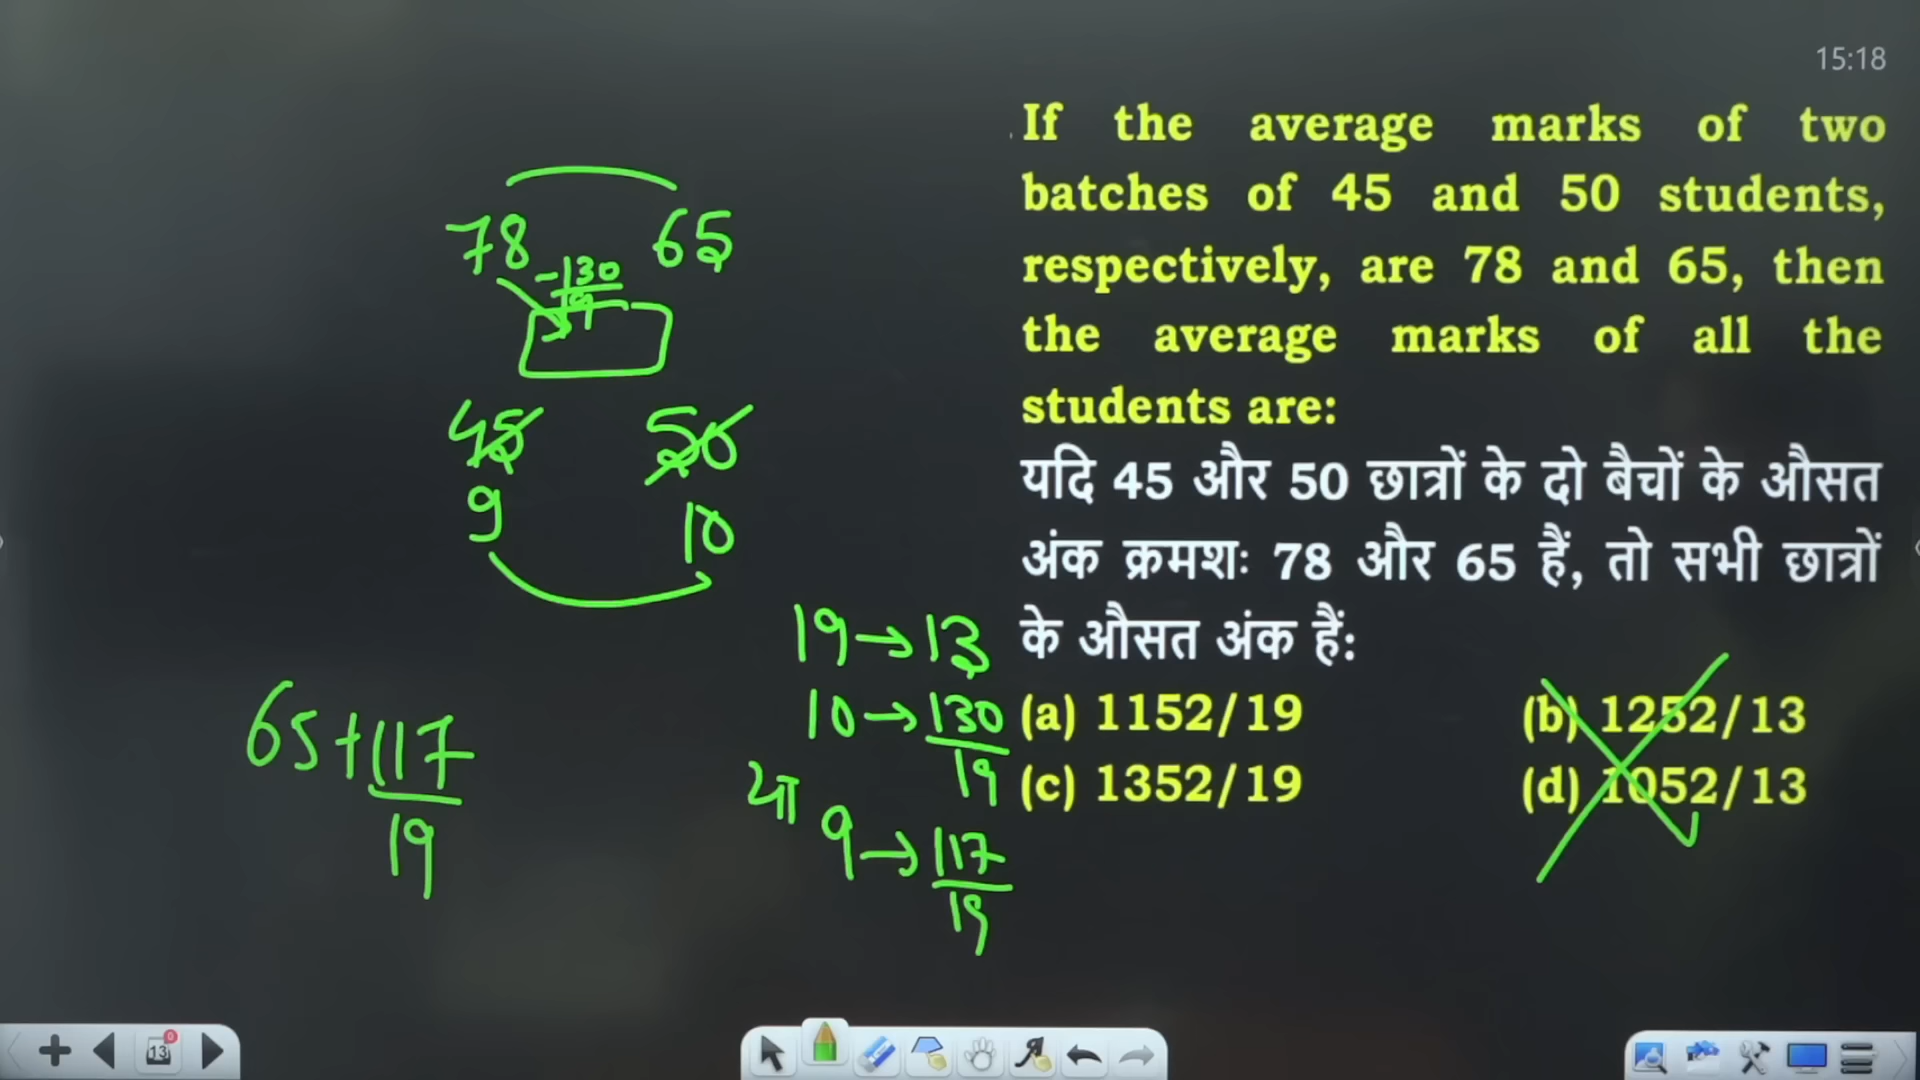 15:18
If the average marks of two
batches of 45 and 50 students,
respectively, are 78 and 65, then
the average marks of all the
students are:
यदि 45 और 50 छात्रों के दो बैचों के औसत
अंक क्रमशः 78 और 65 हैं, तो सभी छात्रों
के औसत अंक हैं:
(a) 1152/19 (b) 1252/13
(c) 1352/19 (d) 1052/13
78 65
-130/19
45 50
9 10
19→13
10→130/19
या 9→117/19
65+117/19
13
0